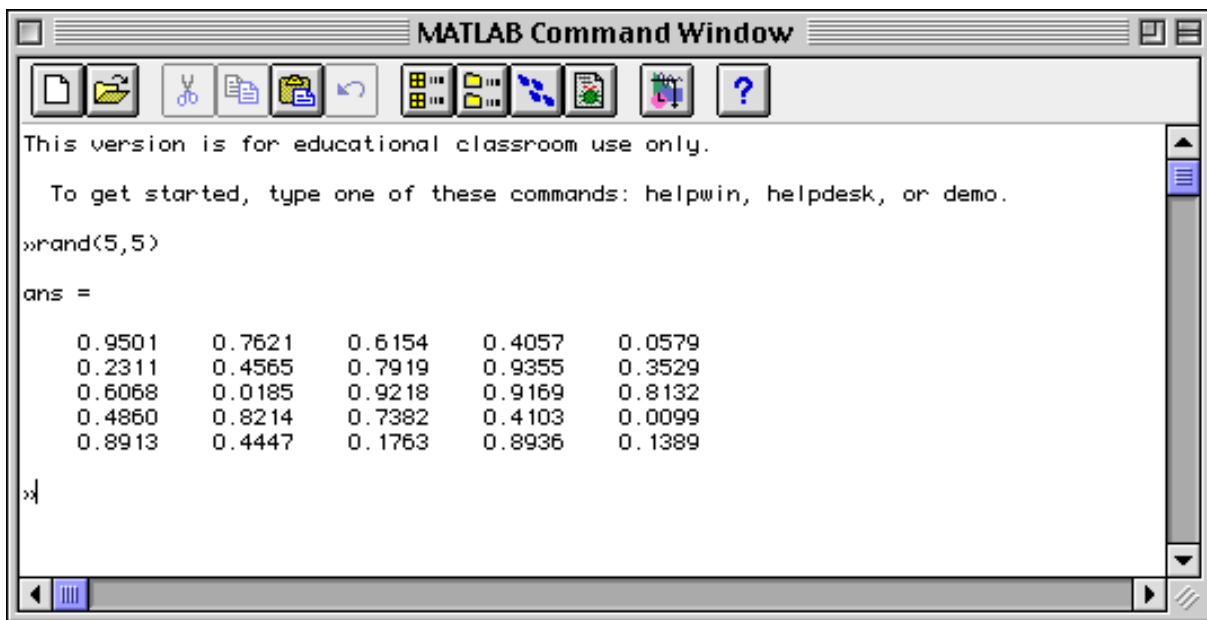 MATLAB Command Window
This version is for educational classroom use only.
To get started, type one of these commands: helpwin, helpdesk, or demo.
»rand(5,5)
ans =
0.9501 0.7621 0.6154 0.4057 0.0579
0.2311 0.4565 0.7919 0.9355 0.3529
0.6068 0.0185 0.9218 0.9169 0.8132
0.4860 0.8214 0.7382 0.4103 0.0099
0.8913 0.4447 0.1763 0.8936 0.1389
»